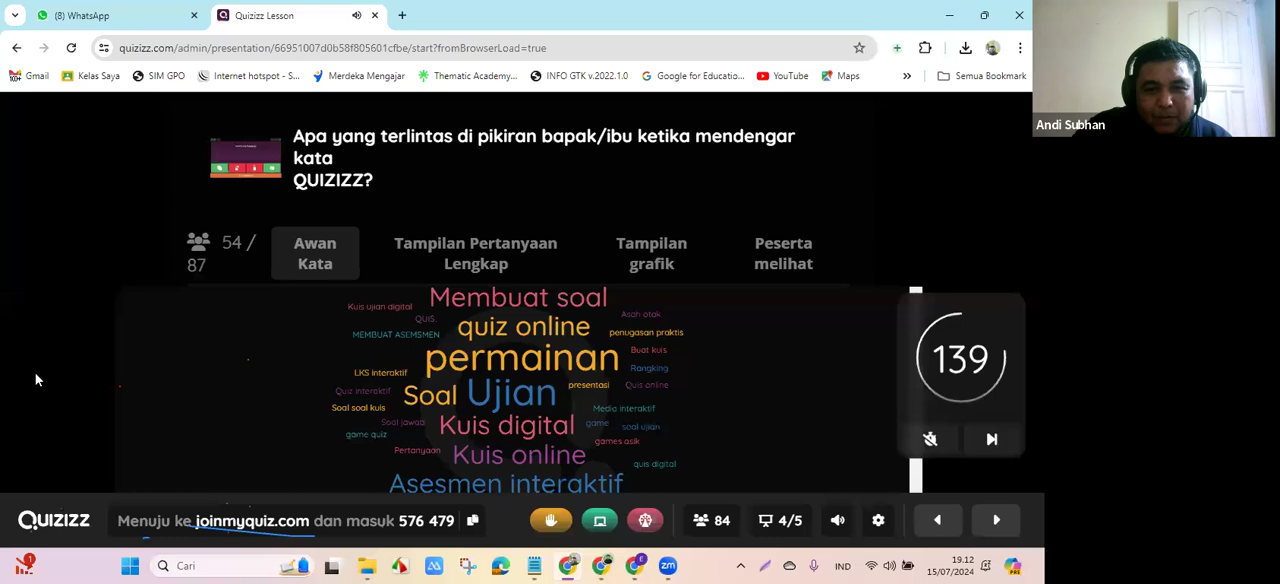 (8) WhatsApp
Quizizz Lesson
quizizz.com/admin/presentation/66951007d0b58f805601cfbe/start?fromBrowserLoad=true
Gmail
Kelas Saya
SIM GPO
Internet hotspot - S...
Merdeka Mengajar
Thematic Academy...
INFO GTK v.2022.1.0
Google for Educatio...
YouTube
Maps
Semua Bookmark
Andi Subhan
Apa yang terlintas di pikiran bapak/ibu ketika mendengar
kata
QUIZIZZ?
54 /
87
Awan
Kata
Tampilan Pertanyaan
Lengkap
Tampilan
grafik
Peserta
melihat
Membuat soal
Kuis ujian digital
QUIS.
Asah otak
quiz online
MEMBUAT ASEMSMEN
penugasan praktis
permainan
Buat kuis
Rangking
LKS interaktif
Soal
Ujian
presentasi
Quis online
Quiz interaktif
Soal soal kuis
Media interaktif
Soal jawab
Kuis digital
game
soal ujian
game quiz
games asik
Pertanyaan
Kuis online
quis digital
Asesmen interaktif
139
QUIZIZZ
Menuju ke joinmyquiz.com dan masuk 576 479
84
4/5
Cari
IND
19.12
15/07/2024